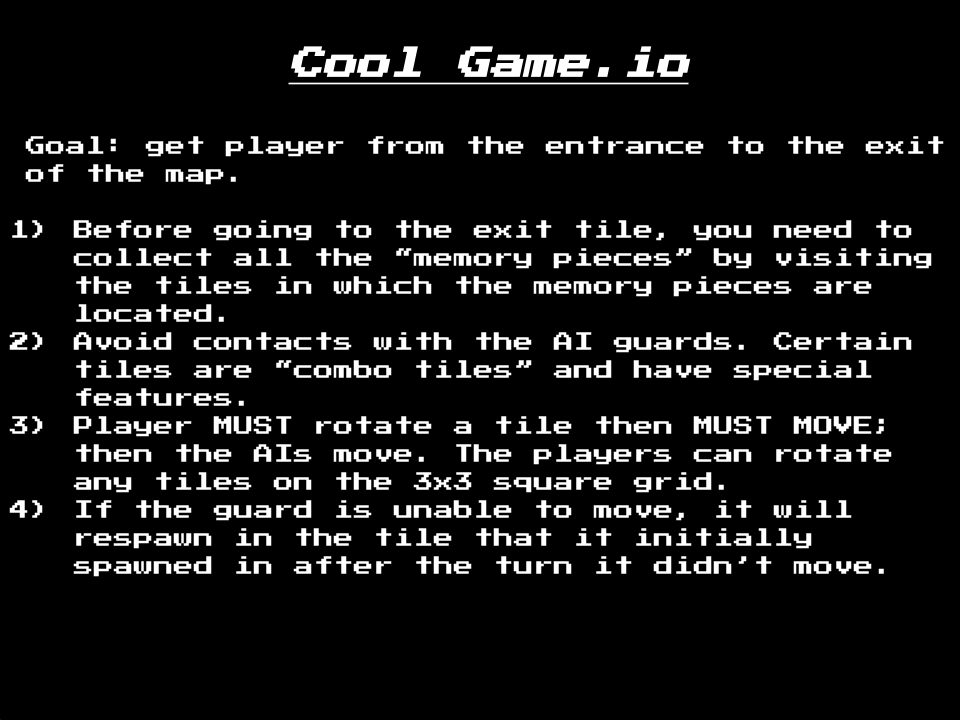 Cool Game.io
Goal: get player from the entrance to the exit
of the map.
1) Before going to the exit tile, you need to
collect all the “memory pieces” by visiting
the tiles in which the memory pieces are
located.
2) Avoid contacts with the AI guards. Certain
tiles are “combo tiles” and have special
features.
3) Player MUST rotate a tile then MUST MOVE;
then the AIs move. The players can rotate
any tiles on the 3x3 square grid.
4) If the guard is unable to move, it will
respawn in the tile that it initially
spawned in after the turn it didn’t move.